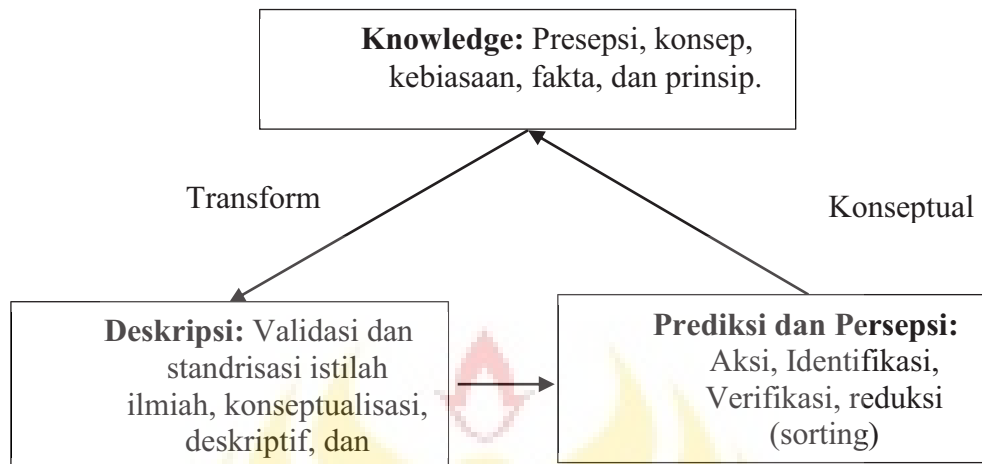 Knowledge: Presepsi, konsep,
kebiasaan, fakta, dan prinsip.
Transform
Konseptual
Deskripsi: Validasi dan
standrisasi istilah
ilmiah, konseptualisasi,
deskriptif, dan
Prediksi dan Persepsi:
Aksi, Identifikasi,
Verifikasi, reduksi
(sorting)